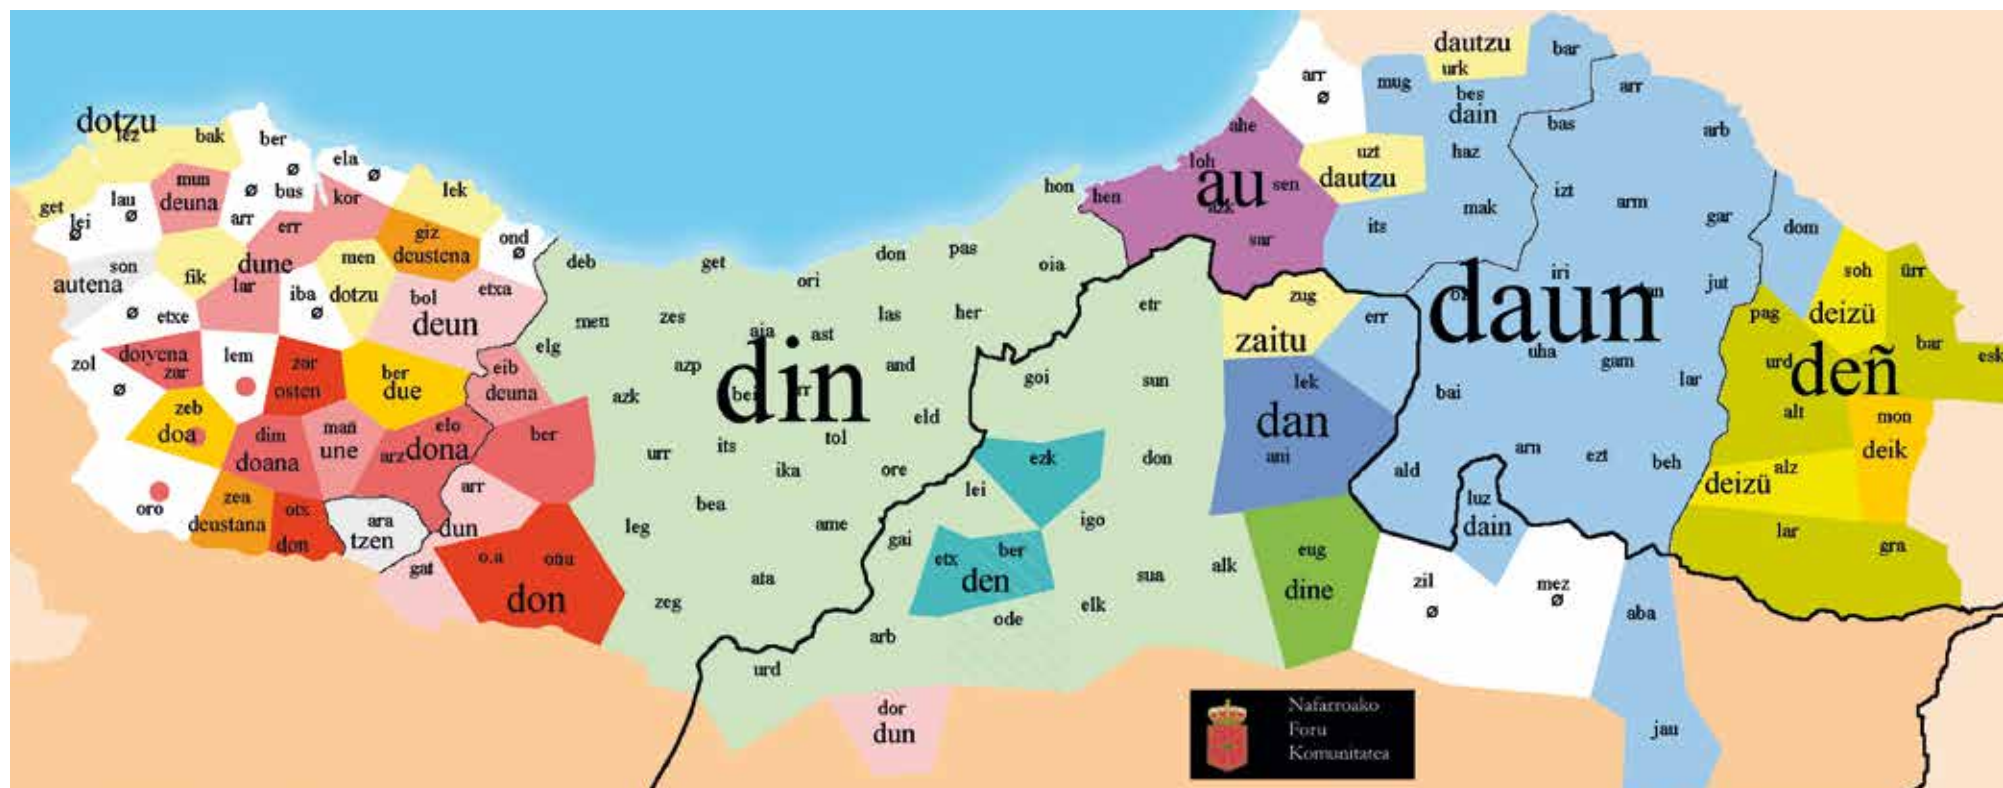 dotzu
lez
bak
ber
Ø
ela
Ø
lek
get
lei
Ø
lau
Ø
mun
deuna
Ø
bus
arr
kor
err
giz
deustena
ond
Ø
son
autena
fik
dune
lar
men
dotzu
iba
Ø
bol
deun
etxa
Ø
etxe
zol
Ø
zar
lem
zor
osten
ber
due
eib
deuna
zeb
doa
dim
doana
mañ
une
elo
arz
dona
ber
oro
zea
deustana
otx
don
ara
tzen
arr
dun
gat
o.a
oña
don
deb
get
ori
don
pas
hon
oia
men
zes
aia
ast
las
her
elg
azp
and
azk
din
eld
tol
urr
its
ika
ore
bea
leg
ame
ata
zeg
urd
arb
gai
lei
goi
etr
sun
don
ezk
igo
etx
ber
den
ode
elk
sua
alk
dor
dun
hen
ahe
loh
au
sen
sar
arr
Ø
mug
dautzu
urk
bar
bes
dain
uzt
dautzu
haz
its
mak
bas
arr
arb
izt
arm
gar
iri
jut
zug
zaitu
err
lek
dan
ani
eug
dine
daun
uha
gam
lar
bai
ald
arn
ezt
beh
luz
dain
zil
Ø
mez
Ø
aba
jau
dom
soh
ürr
deizü
pag
urd
deñ
bar
esk
alt
mon
deik
alz
deizü
lar
gra
Nafarroako
Foru
Komunitatea